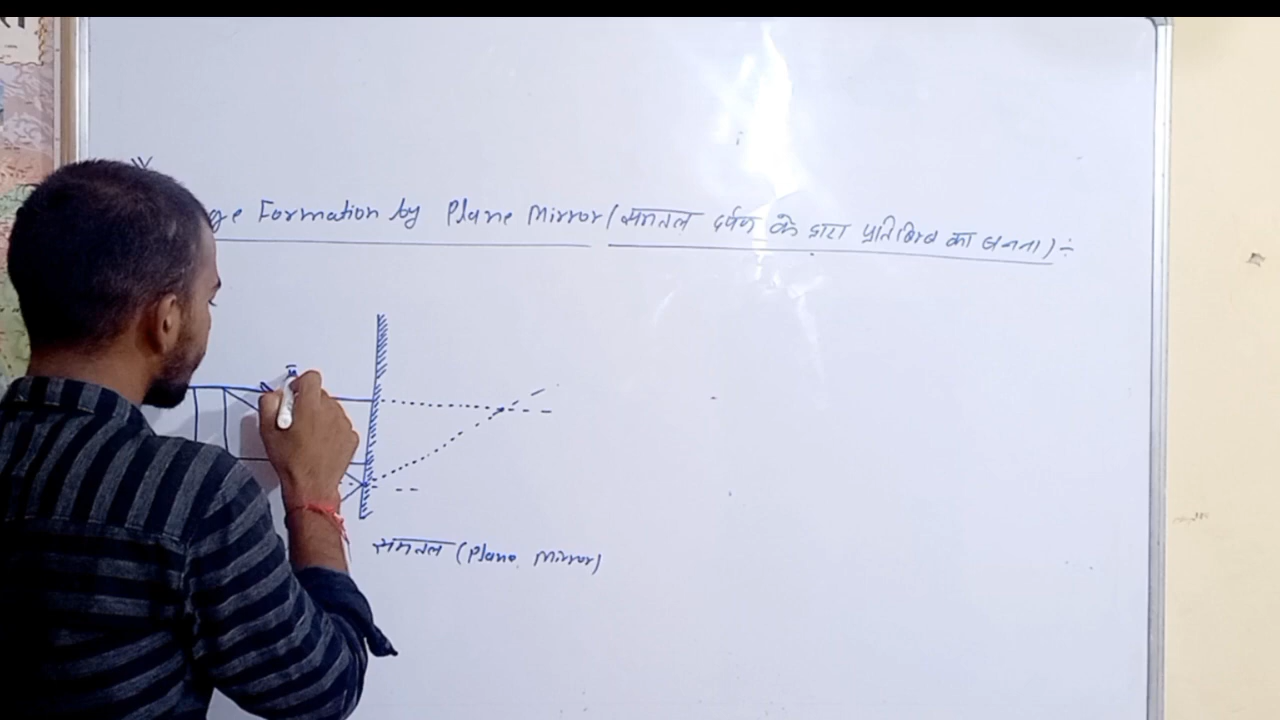 ge Formation by Plane Mirror (समतल दर्पण के द्वारा प्रतिबिम्ब का बनना) ÷
समतल (Plane Mirror)